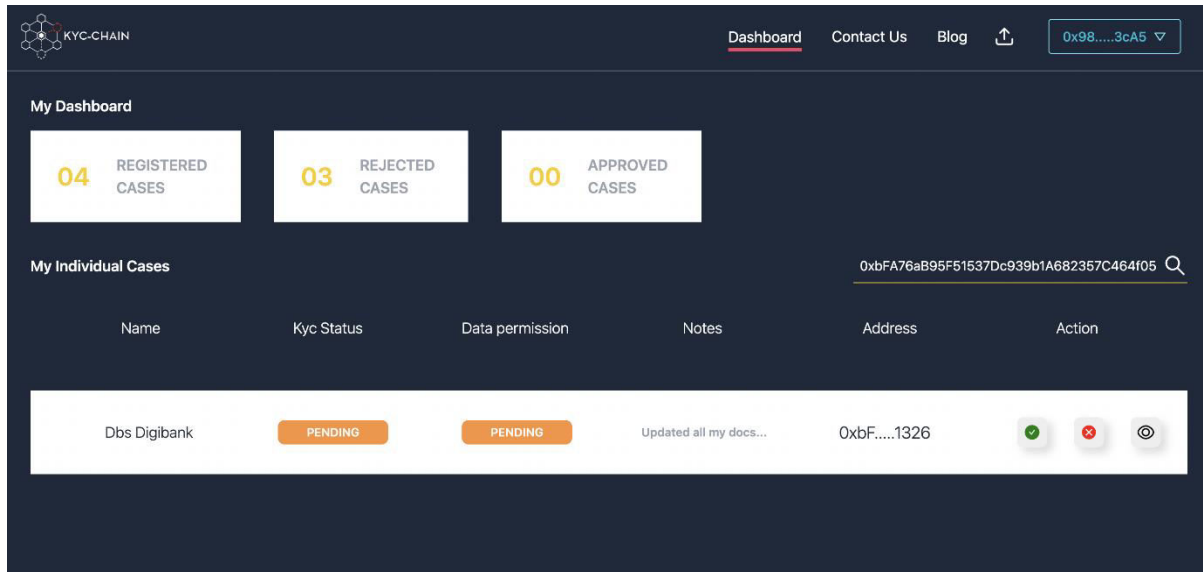 KYC-CHAIN
Dashboard Contact Us Blog 0x98.....3cA5
My Dashboard
04 REGISTERED CASES
03 REJECTED CASES
00 APPROVED CASES
My Individual Cases
0xbFA76aB95F51537Dc939b1A682357C464f05
Name Kyc Status Data permission Notes Address Action
Dbs Digibank PENDING PENDING Updated all my docs... 0xbF.....1326